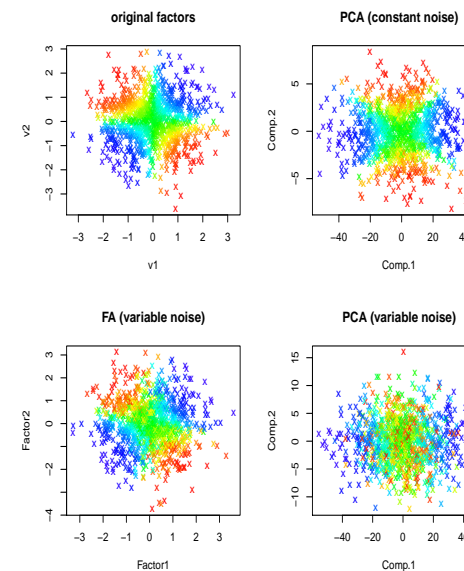 original factors
PCA (constant noise)
v2
3
2
1
0
−1
−2
−3
−3 −2 −1 0 1 2 3
v1
Comp.2
5
0
−5
−40 −20 0 20 40
Comp.1
FA (variable noise)
PCA (variable noise)
Factor2
3
2
1
0
−2
−4
−3 −2 −1 0 1 2 3
Factor1
Comp.2
15
10
5
0
−5
−10
−40 −20 0 20
Comp.1